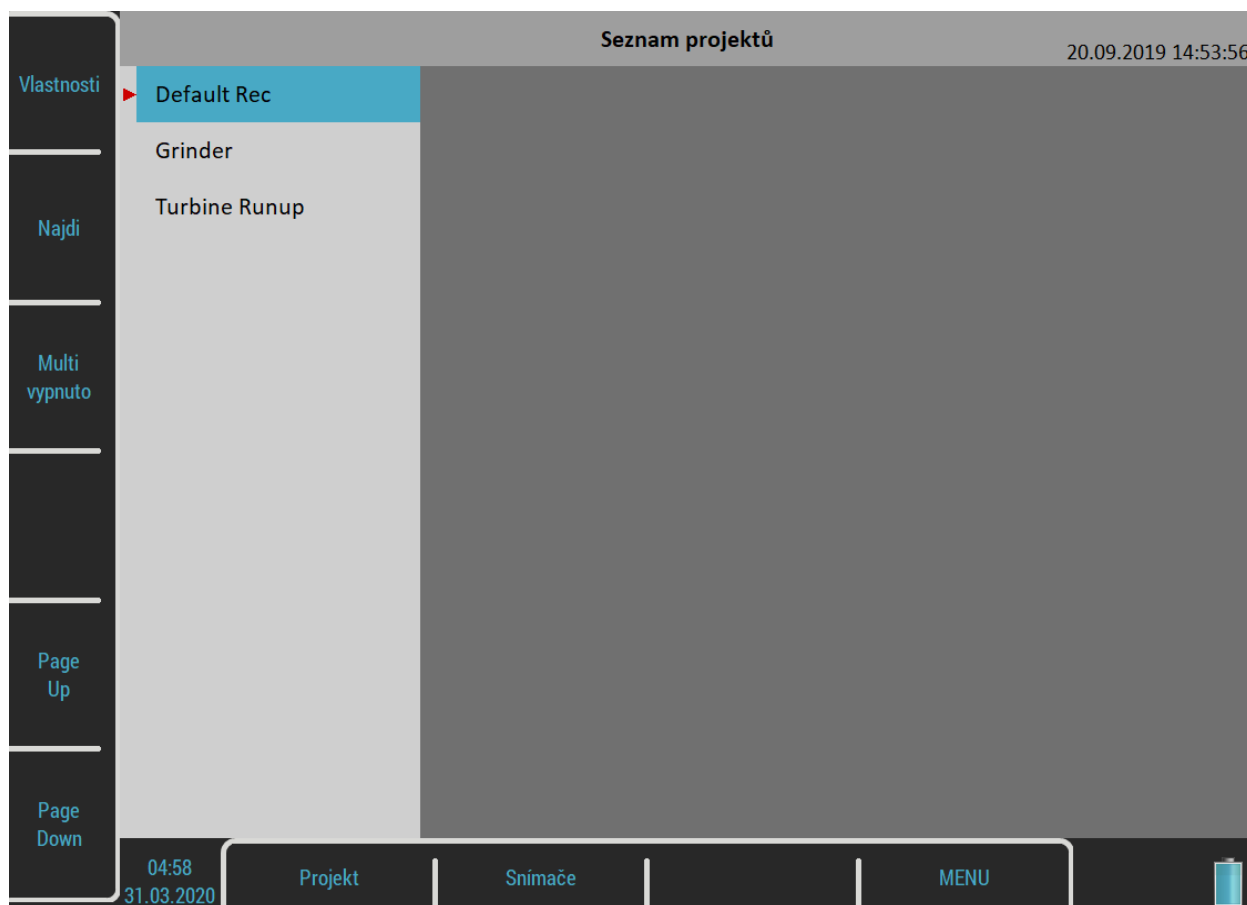 Seznam projektů
20.09.2019 14:53:56
Vlastnosti
Najdi
Multi
vypnuto
Page
Up
Page
Down
Default Rec
Grinder
Turbine Runup
04:58
31.03.2020
Projekt
Snímače
MENU